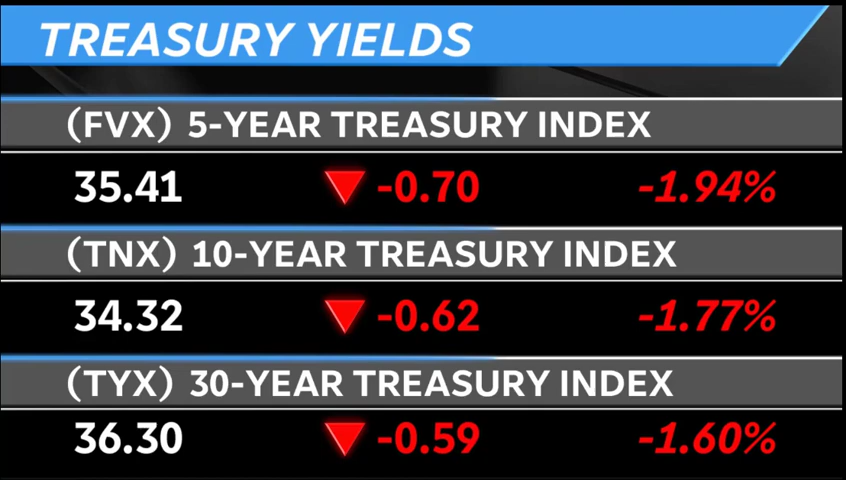 TREASURY YIELDS
(FVX) 5-YEAR TREASURY INDEX
35.41 ▼ -0.70 -1.94%
(TNX) 10-YEAR TREASURY INDEX
34.32 ▼ -0.62 -1.77%
(TYX) 30-YEAR TREASURY INDEX
36.30 ▼ -0.59 -1.60%